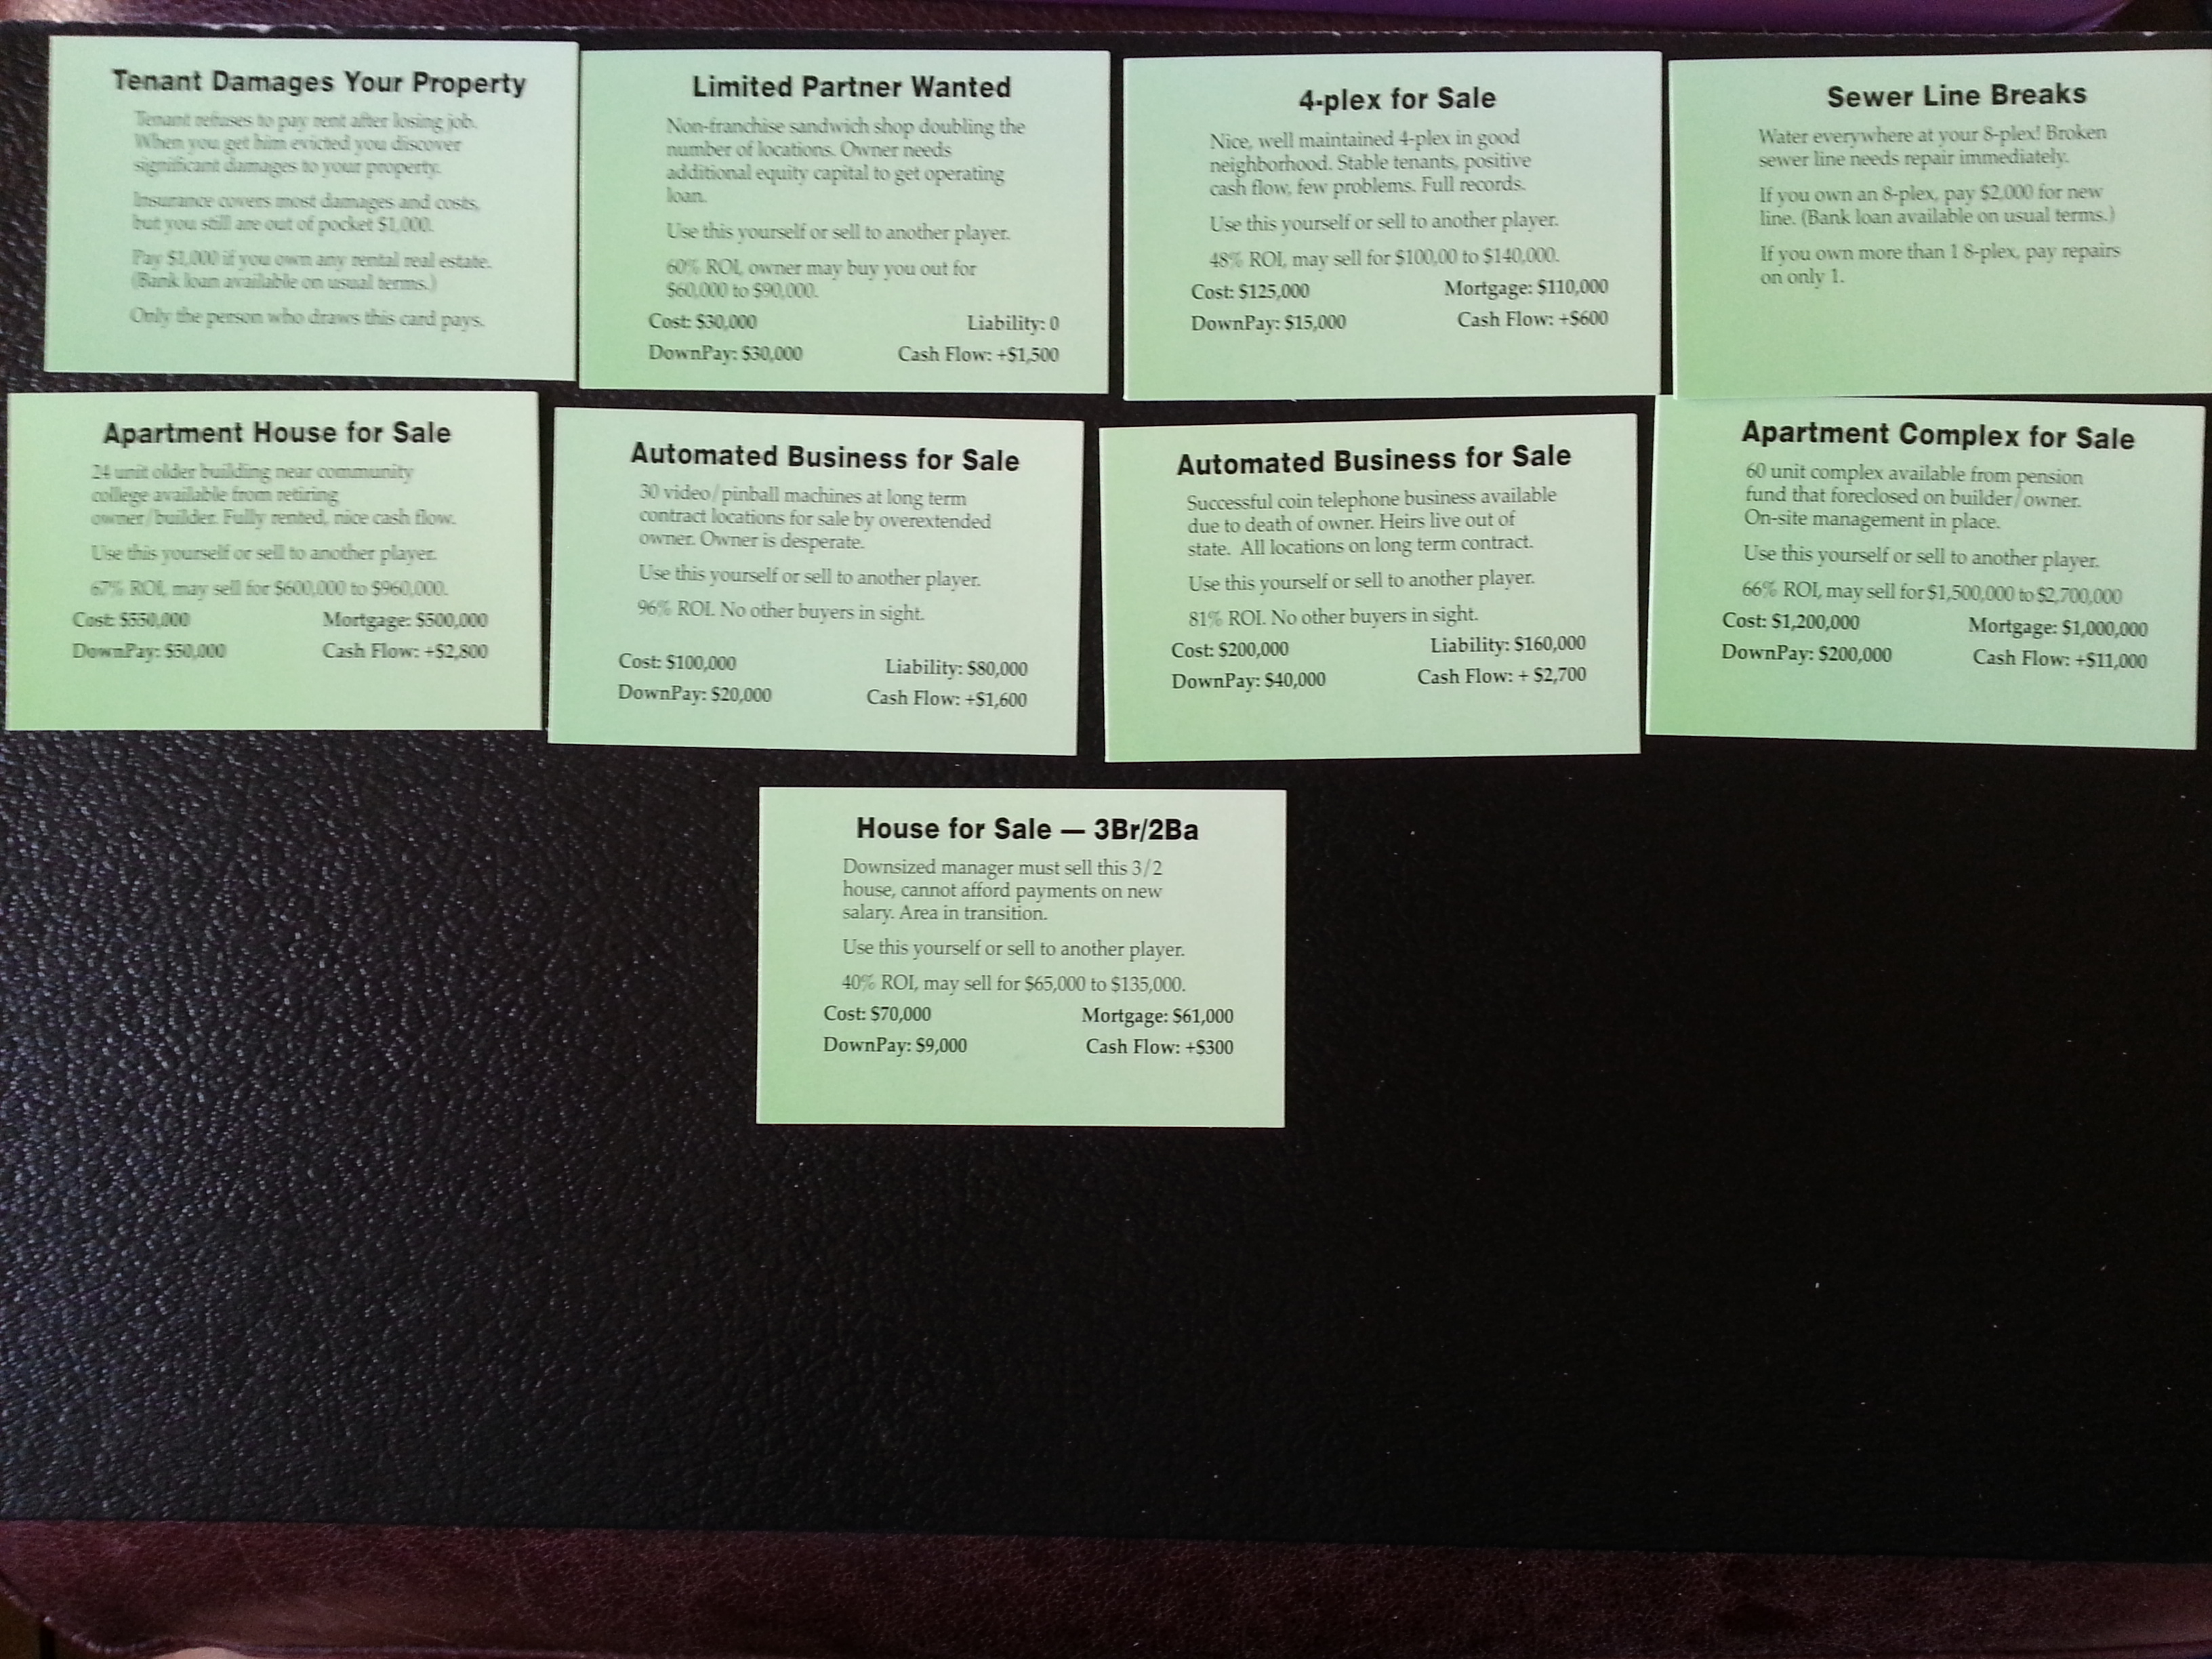 Tenant Damages Your Property
Tenant refuses to pay rent after losing job.
When you get him evicted you discover
significant damages to your property.
Insurance covers most damages and costs,
but you still are out of pocket $1,000.
Pay $1,000 if you own any rental real estate.
(Bank loan available on usual terms.)
Only the person who draws this card pays.
Limited Partner Wanted
Non-franchise sandwich shop doubling the
number of locations. Owner needs
additional equity capital to get operating
loan.
Use this yourself or sell to another player.
60% ROI, owner may buy you out for
$60,000 to $90,000.
Cost: $30,000 Liability: 0
DownPay: $30,000 Cash Flow: +$1,500
4-plex for Sale
Nice, well maintained 4-plex in good
neighborhood. Stable tenants, positive
cash flow, few problems. Full records.
Use this yourself or sell to another player.
48% ROI, may sell for $100,00 to $140,000.
Cost: $125,000 Mortgage: $110,000
DownPay: $15,000 Cash Flow: +$600
Sewer Line Breaks
Water everywhere at your 8-plex! Broken
sewer line needs repair immediately.
If you own an 8-plex, pay $2,000 for new
line. (Bank loan available on usual terms.)
If you own more than 1 8-plex, pay repairs
on only 1.
Apartment House for Sale
24 unit older building near community
college available from retiring
owner/builder. Fully rented, nice cash flow.
Use this yourself or sell to another player.
67% ROI, may sell for $600,000 to $960,000.
Cost: $550,000 Mortgage: $500,000
DownPay: $50,000 Cash Flow: +$2,800
Automated Business for Sale
30 video/pinball machines at long term
contract locations for sale by overextended
owner. Owner is desperate.
Use this yourself or sell to another player.
96% ROI. No other buyers in sight.
Cost: $100,000 Liability: $80,000
DownPay: $20,000 Cash Flow: +$1,600
Automated Business for Sale
Successful coin telephone business available
due to death of owner. Heirs live out of
state. All locations on long term contract.
Use this yourself or sell to another player.
81% ROI. No other buyers in sight.
Cost: $200,000 Liability: $160,000
DownPay: $40,000 Cash Flow: + $2,700
Apartment Complex for Sale
60 unit complex available from pension
fund that foreclosed on builder/owner.
On-site management in place.
Use this yourself or sell to another player.
66% ROI, may sell for $1,500,000 to $2,700,000
Cost: $1,200,000 Mortgage: $1,000,000
DownPay: $200,000 Cash Flow: +$11,000
House for Sale — 3Br/2Ba
Downsized manager must sell this 3/2
house, cannot afford payments on new
salary. Area in transition.
Use this yourself or sell to another player.
40% ROI, may sell for $65,000 to $135,000.
Cost: $70,000 Mortgage: $61,000
DownPay: $9,000 Cash Flow: +$300